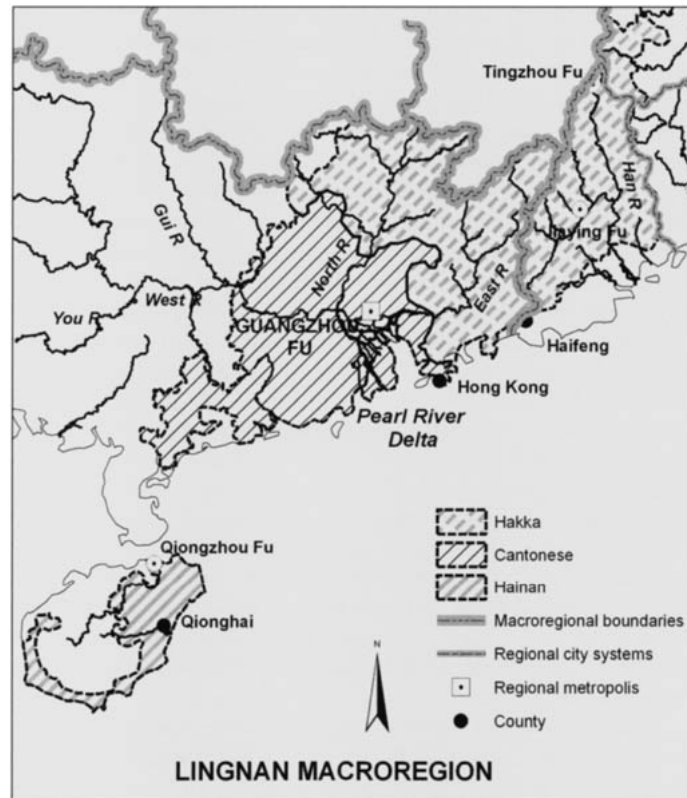 Tingzhou Fu
Han R
Jiaying Fu
Gui R
North R
East R
You R
West R
GUANGZHOU
FU
Haifeng
Hong Kong
Pearl River
Delta
Qiongzhou Fu
Qionghai
Hakka
Cantonese
Hainan
Macroregional boundaries
Regional city systems
Regional metropolis
County
N
LINGNAN MACROREGION